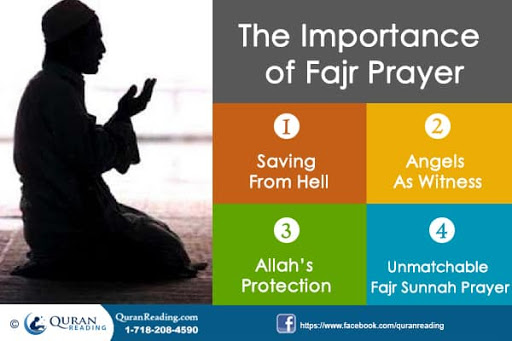 The Importance
of Fajr Prayer
1
Saving
From Hell
2
Angels
As Witness
3
Allah's
Protection
4
Unmatchable
Fajr Sunnah Prayer
© QURAN
READING
QuranReading.com
1-718-208-4590
f https://www.facebook.com/quranreading